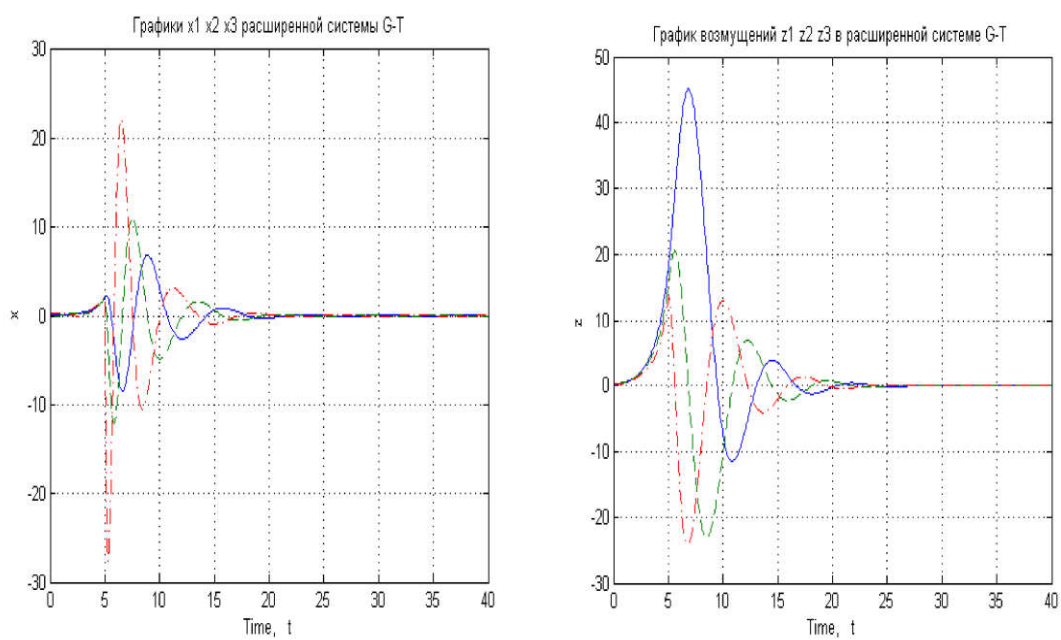 Графики x1 x2 x3 расширенной системы G-T
30
20
10
0
-10
-20
-30
x
0 5 10 15 20 25 30 35 40
Time, t
График возмущений z1 z2 z3 в расширенной системе G-T
50
40
30
20
10
0
-10
-20
-30
z
0 5 10 15 20 25 30 35 40
Time, t